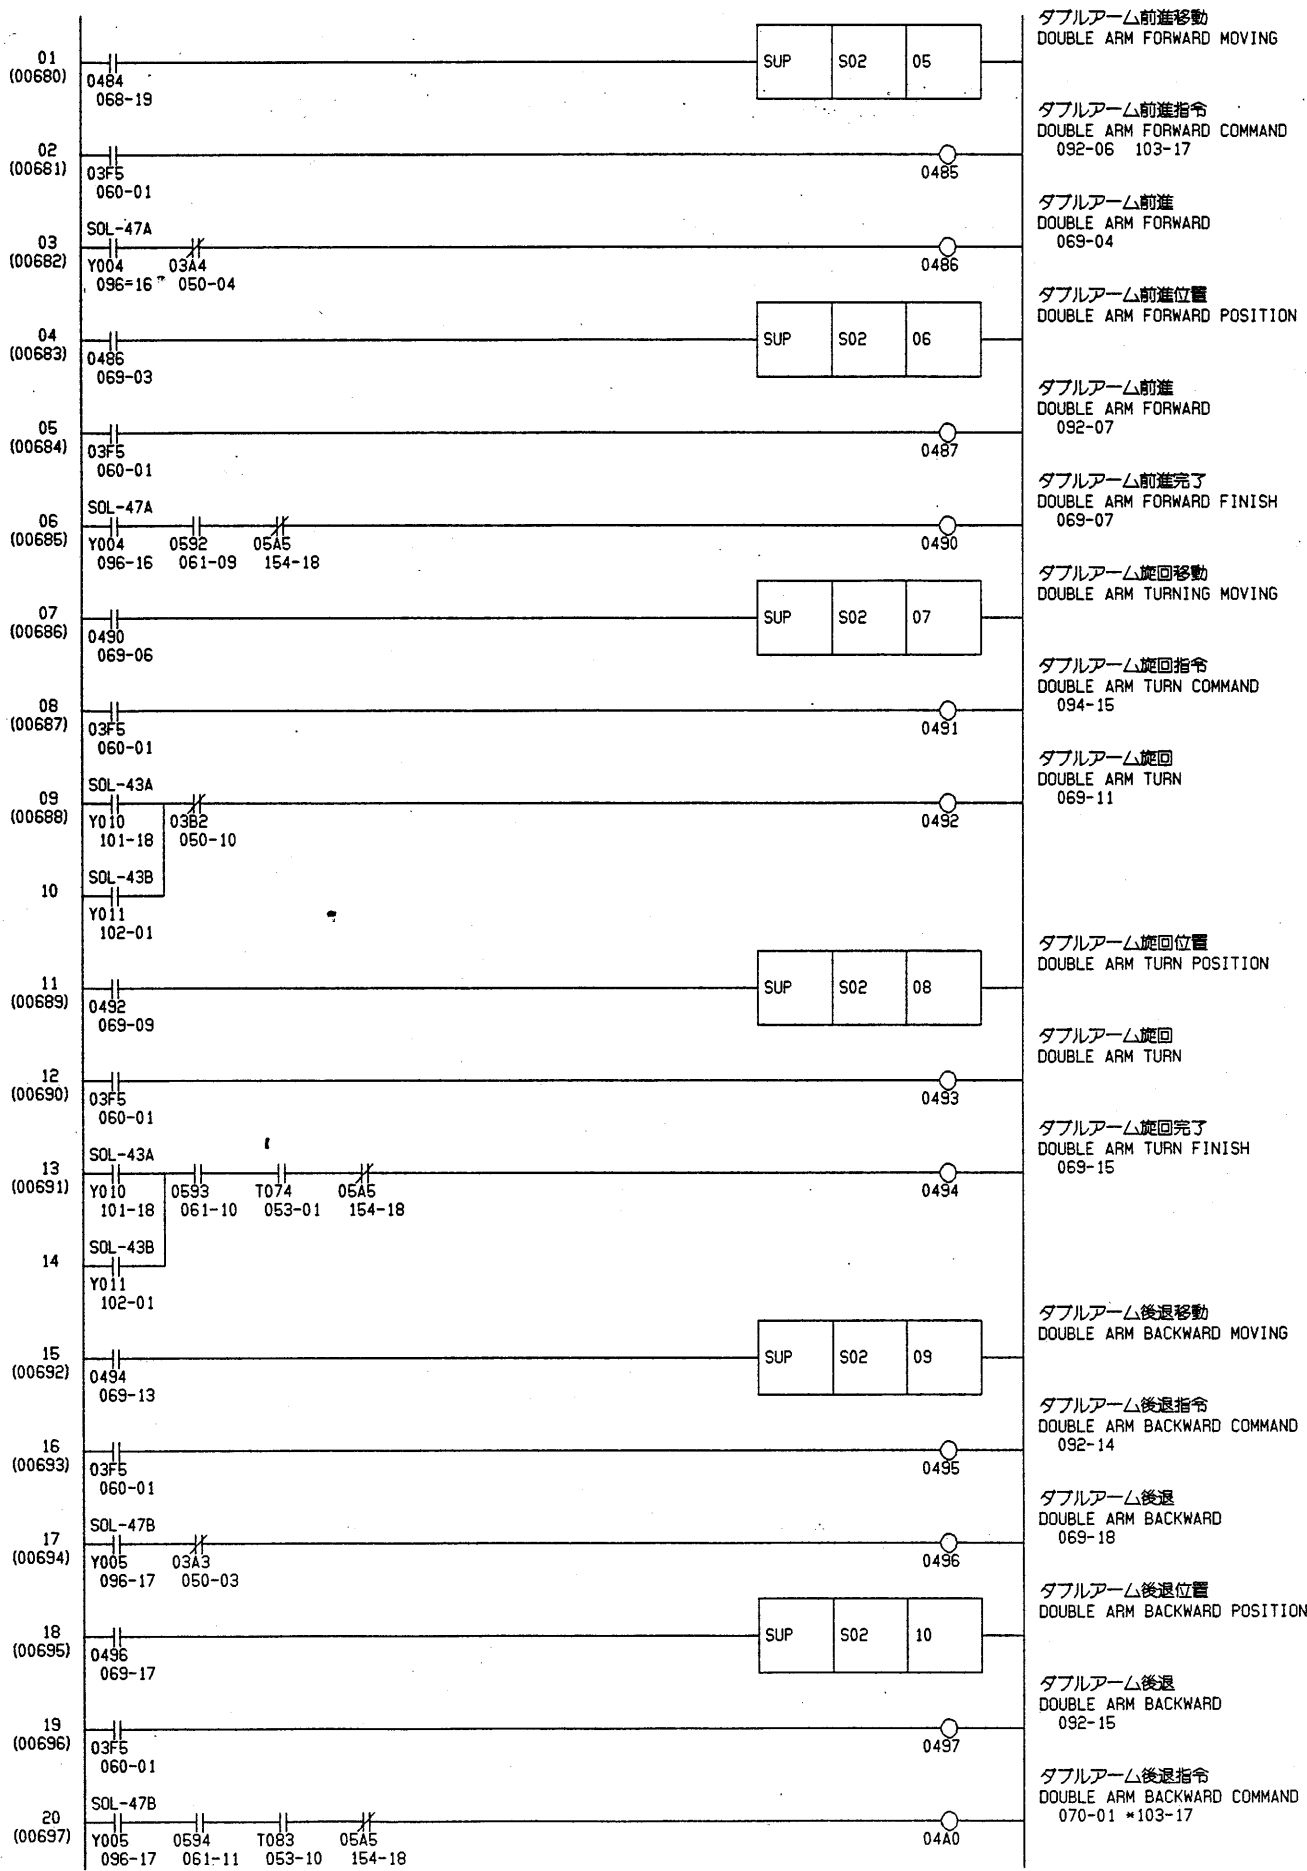 ダブルアーム前進移動
DOUBLE ARM FORWARD MOVING
01
(00680)
0484
068-19
SUP S02 05
ダブルアーム前進指令
DOUBLE ARM FORWARD COMMAND
092-06 103-17
02
(00681)
03F5
060-01
0485
ダブルアーム前進
DOUBLE ARM FORWARD
069-04
SOL-47A
03
(00682)
Y004 03A4
096=16 050-04
0486
ダブルアーム前進位置
DOUBLE ARM FORWARD POSITION
04
(00683)
0486
069-03
SUP S02 06
ダブルアーム前進
DOUBLE ARM FORWARD
092-07
05
(00684)
03F5
060-01
0487
ダブルアーム前進完了
DOUBLE ARM FORWARD FINISH
069-07
SOL-47A
06
(00685)
Y004 0592 05A5
096-16 061-09 154-18
0490
ダブルアーム旋回移動
DOUBLE ARM TURNING MOVING
07
(00686)
0490
069-06
SUP S02 07
ダブルアーム旋回指令
DOUBLE ARM TURN COMMAND
094-15
08
(00687)
03F5
060-01
0491
ダブルアーム旋回
DOUBLE ARM TURN
069-11
SOL-43A
09
(00688)
Y010 03B2
101-18 050-10
0492
SOL-43B
10
Y011
102-01
ダブルアーム旋回位置
DOUBLE ARM TURN POSITION
11
(00689)
0492
069-09
SUP S02 08
ダブルアーム旋回
DOUBLE ARM TURN
12
(00690)
03F5
060-01
0493
ダブルアーム旋回完了
DOUBLE ARM TURN FINISH
069-15
SOL-43A
13
(00691)
Y010 0593 T074 05A5
101-18 061-10 053-01 154-18
0494
SOL-43B
14
Y011
102-01
ダブルアーム後退移動
DOUBLE ARM BACKWARD MOVING
15
(00692)
0494
069-13
SUP S02 09
ダブルアーム後退指令
DOUBLE ARM BACKWARD COMMAND
092-14
16
(00693)
03F5
060-01
0495
ダブルアーム後退
DOUBLE ARM BACKWARD
069-18
SOL-47B
17
(00694)
Y005 03A3
096-17 050-03
0496
ダブルアーム後退位置
DOUBLE ARM BACKWARD POSITION
18
(00695)
0496
069-17
SUP S02 10
ダブルアーム後退
DOUBLE ARM BACKWARD
092-15
19
(00696)
03F5
060-01
0497
ダブルアーム後退指令
DOUBLE ARM BACKWARD COMMAND
070-01 *103-17
SOL-47B
20
(00697)
Y005 0594 T083 05A5
096-17 061-11 053-10 154-18
04A0